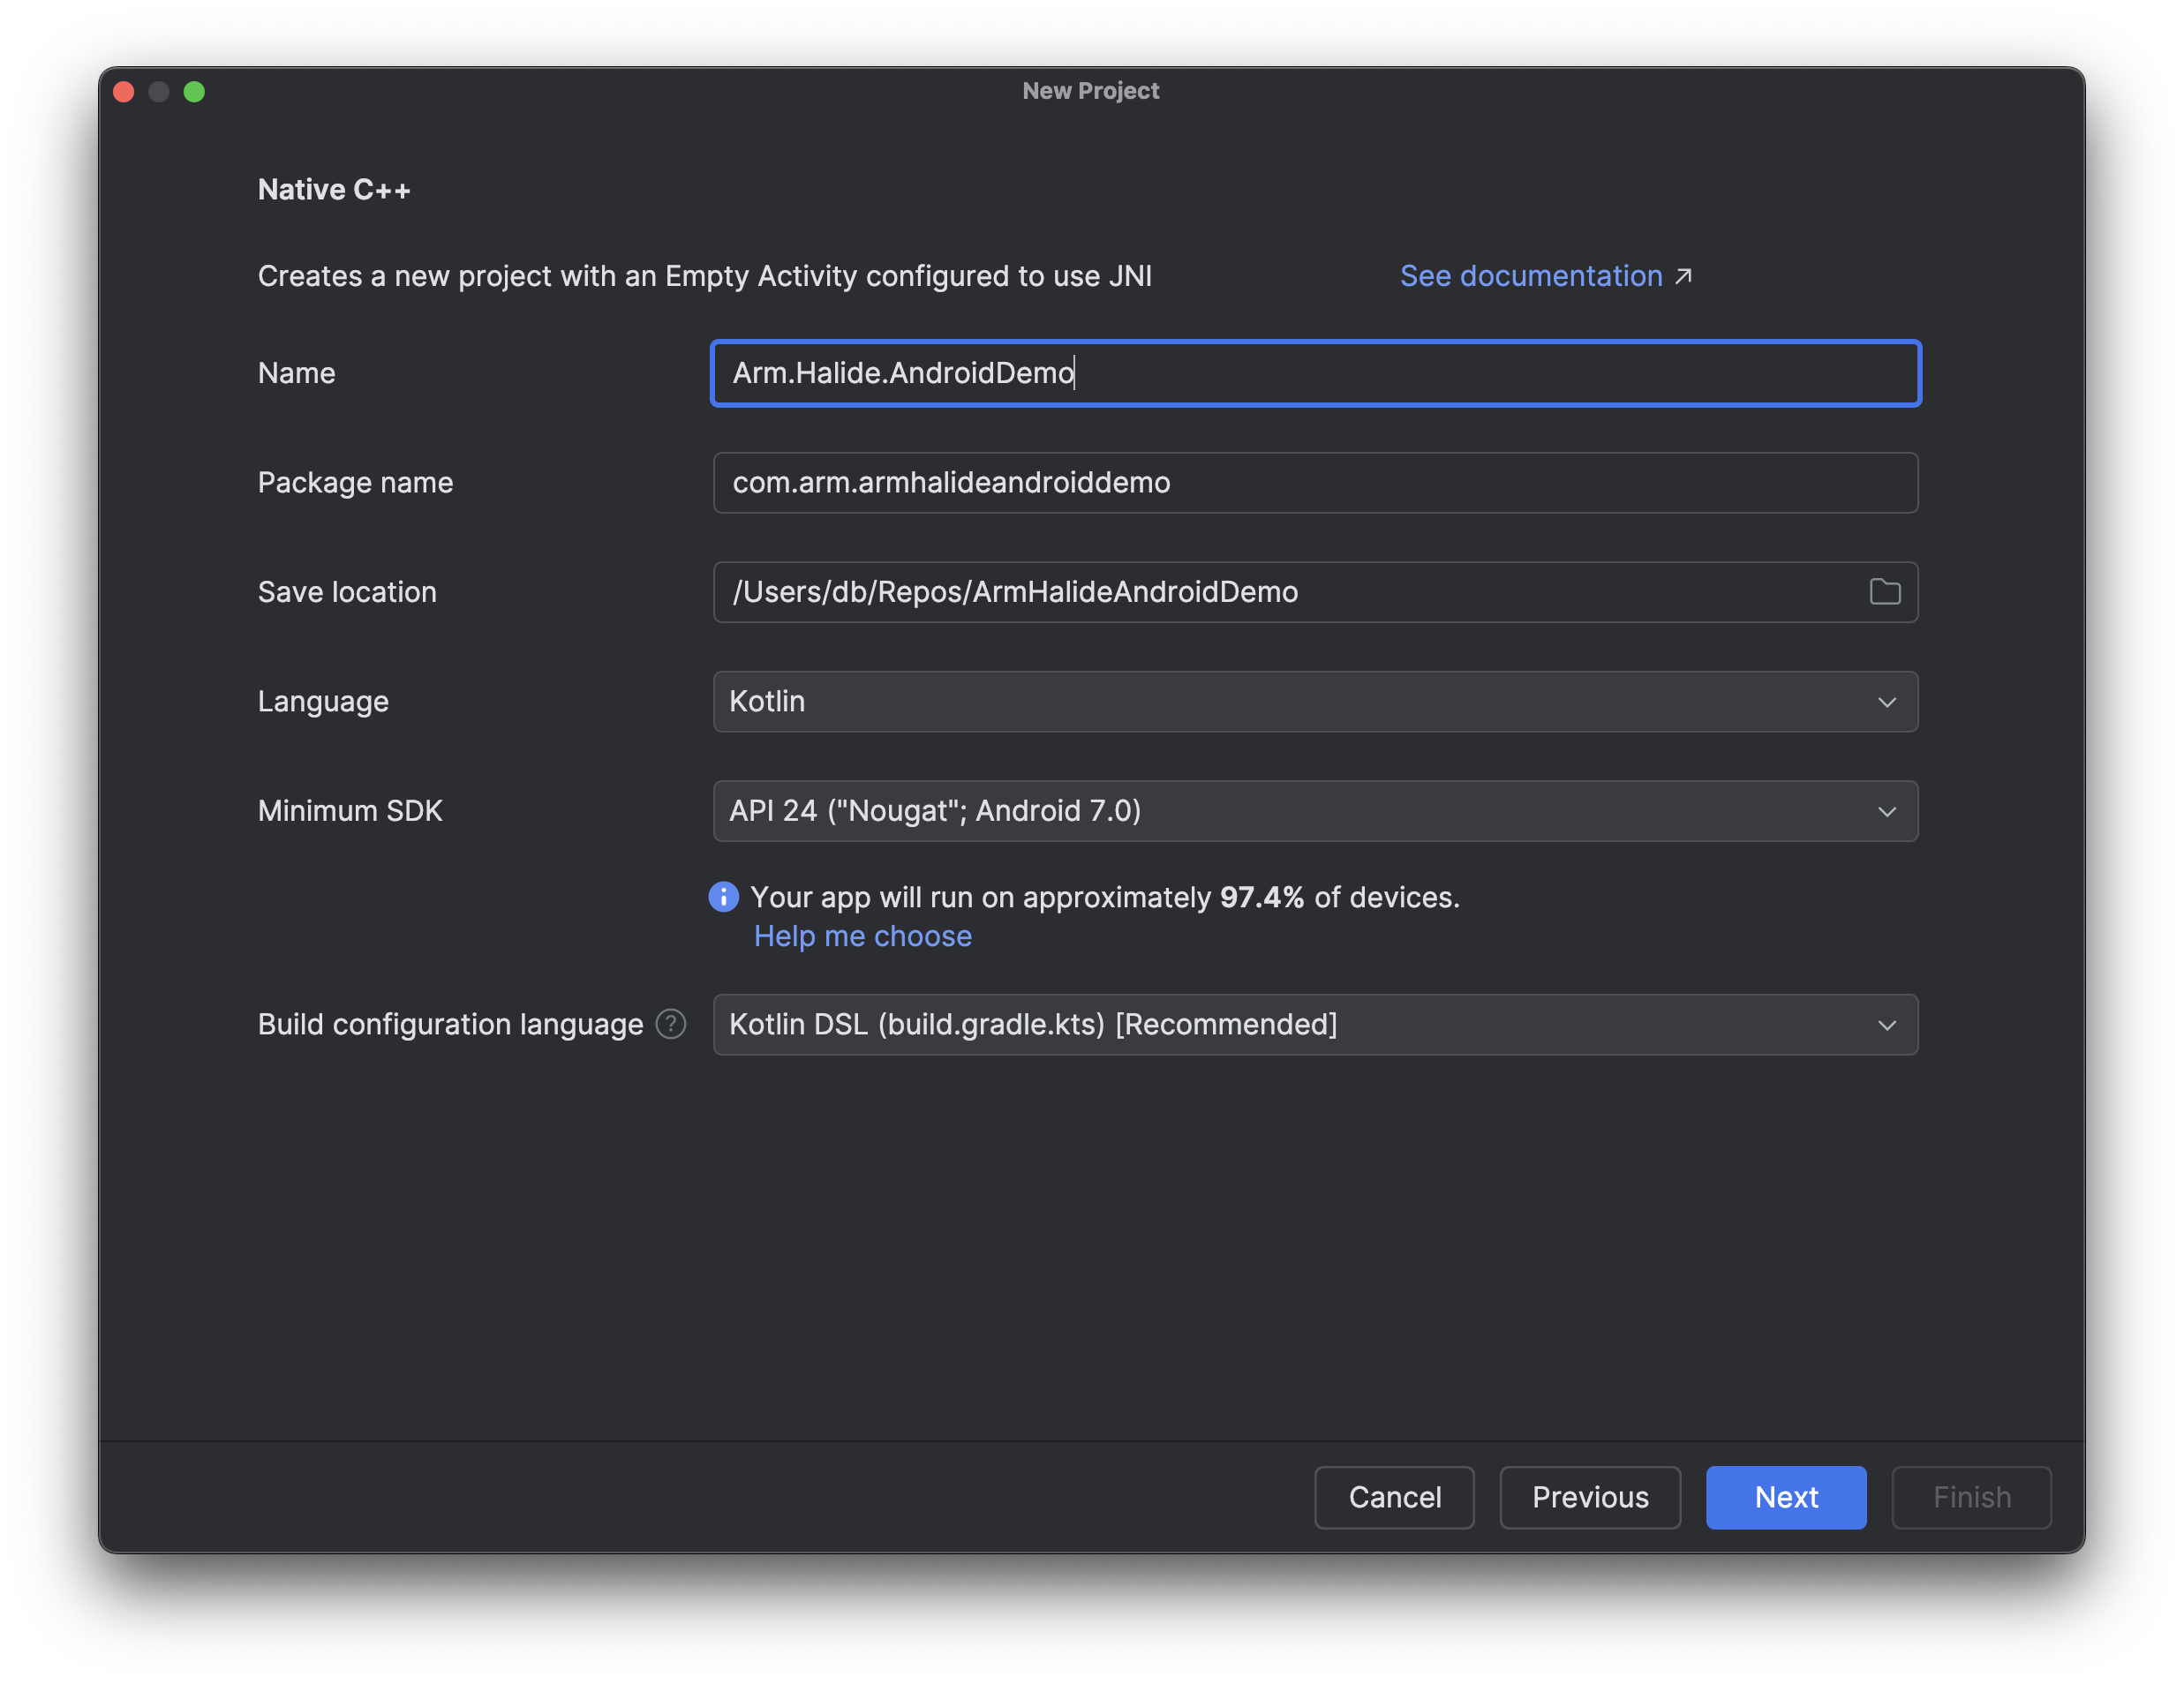 New Project
Native C++
Creates a new project with an Empty Activity configured to use JNI
See documentation ↗
Name
Arm.Halide.AndroidDemo
Package name
com.arm.armhalideandroiddemo
Save location
/Users/db/Repos/ArmHalideAndroidDemo
Language
Kotlin
Minimum SDK
API 24 ("Nougat"; Android 7.0)
Your app will run on approximately 97.4% of devices.
Help me choose
Build configuration language ?
Kotlin DSL (build.gradle.kts) [Recommended]
Cancel
Previous
Next
Finish